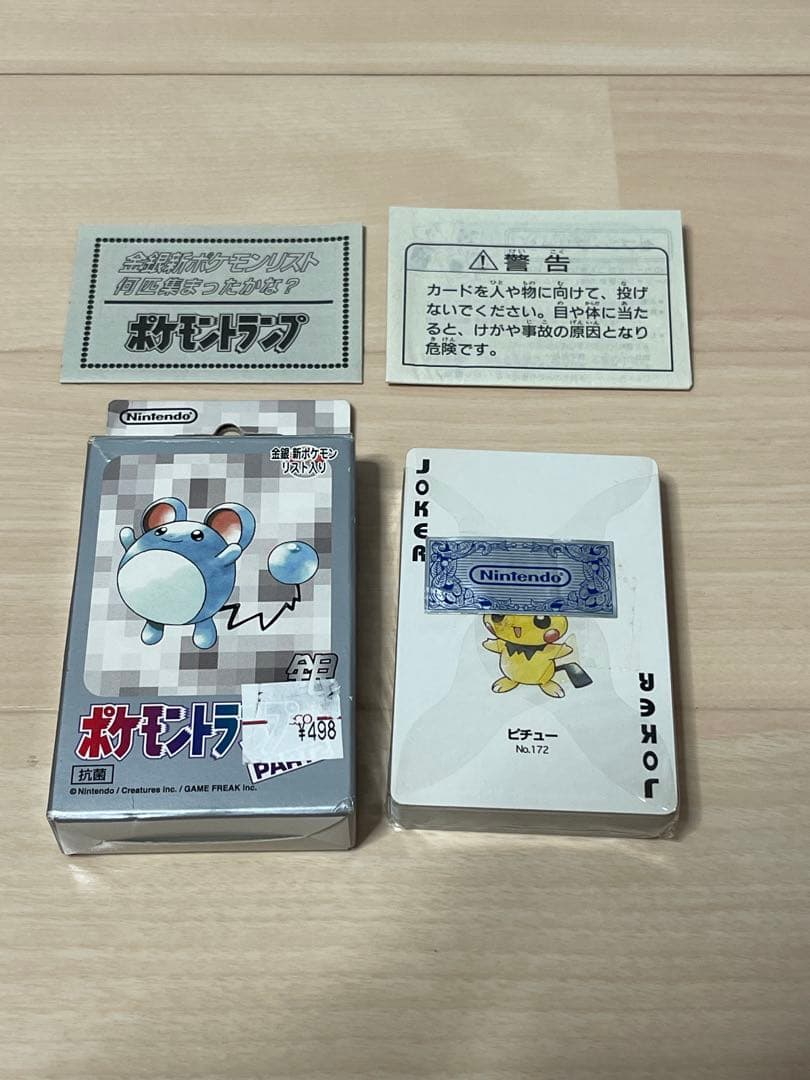 金銀新ポケモンリスト
何匹集まったかな?
ポケモントランプ
⚠警告
けいこく
カードを人や物に向けて、投げ
ないでください。目や体に当た
ると、けがや事故の原因となり
危険です。
Nintendo
金銀新ポケモン
リスト入り
銀
ポケモントラ
¥498
PAR
抗菌
©Nintendo / Creatures inc. / GAME FREAK inc.
JOKER
Nintendo
ピチュー
No.172
JOKER